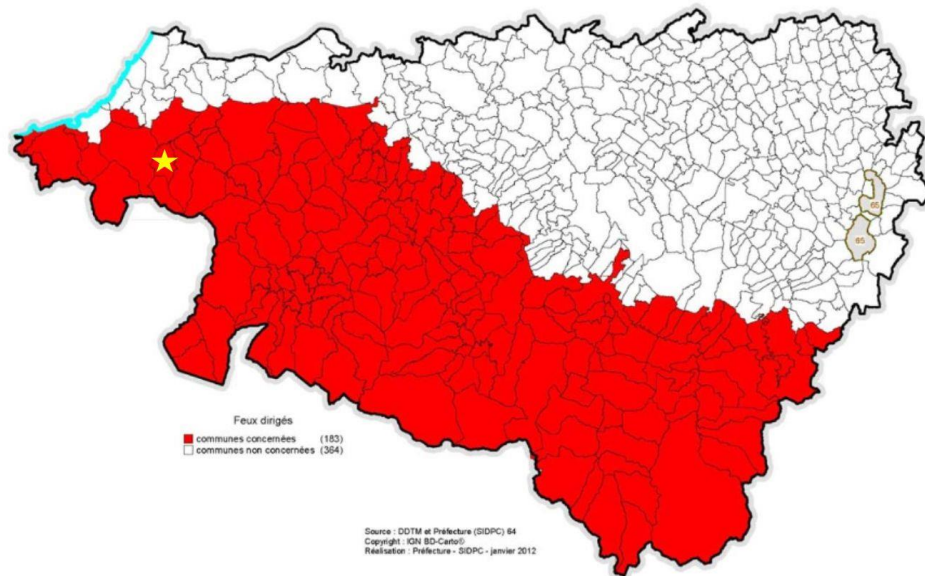 65
65
Feux dirigés
communes concernées (183)
communes non concernées (364)
Source : DDTM et Préfecture (SIDPC) 64
Copyright : IGN BD-Carto©
Réalisation : Préfecture - SIDPC - janvier 2012